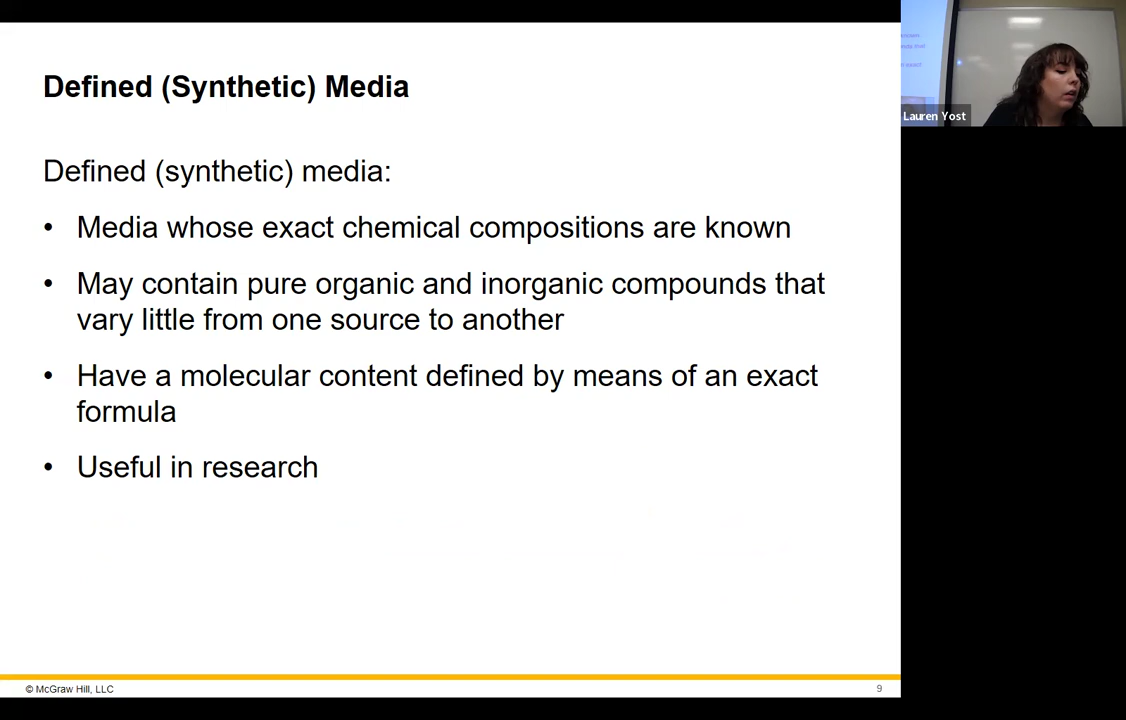 Defined (Synthetic) Media
Defined (synthetic) media:
• Media whose exact chemical compositions are known
• May contain pure organic and inorganic compounds that
vary little from one source to another
• Have a molecular content defined by means of an exact
formula
• Useful in research
© McGraw Hill, LLC
9
Lauren Yost